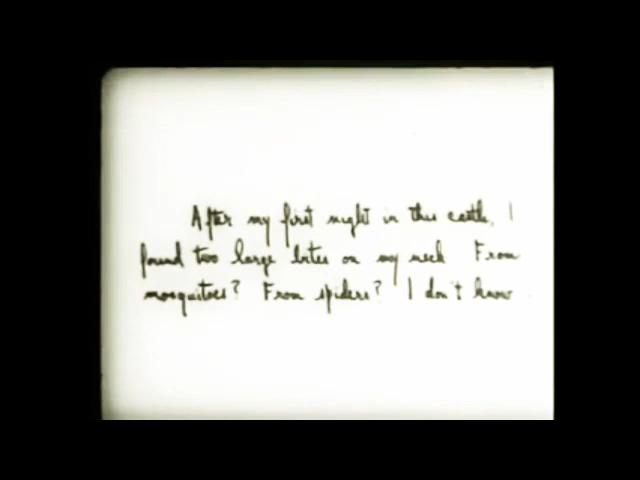 After my first night in this castle, I
found two large bites on my neck From
mosquitoes? From spiders? I don't know